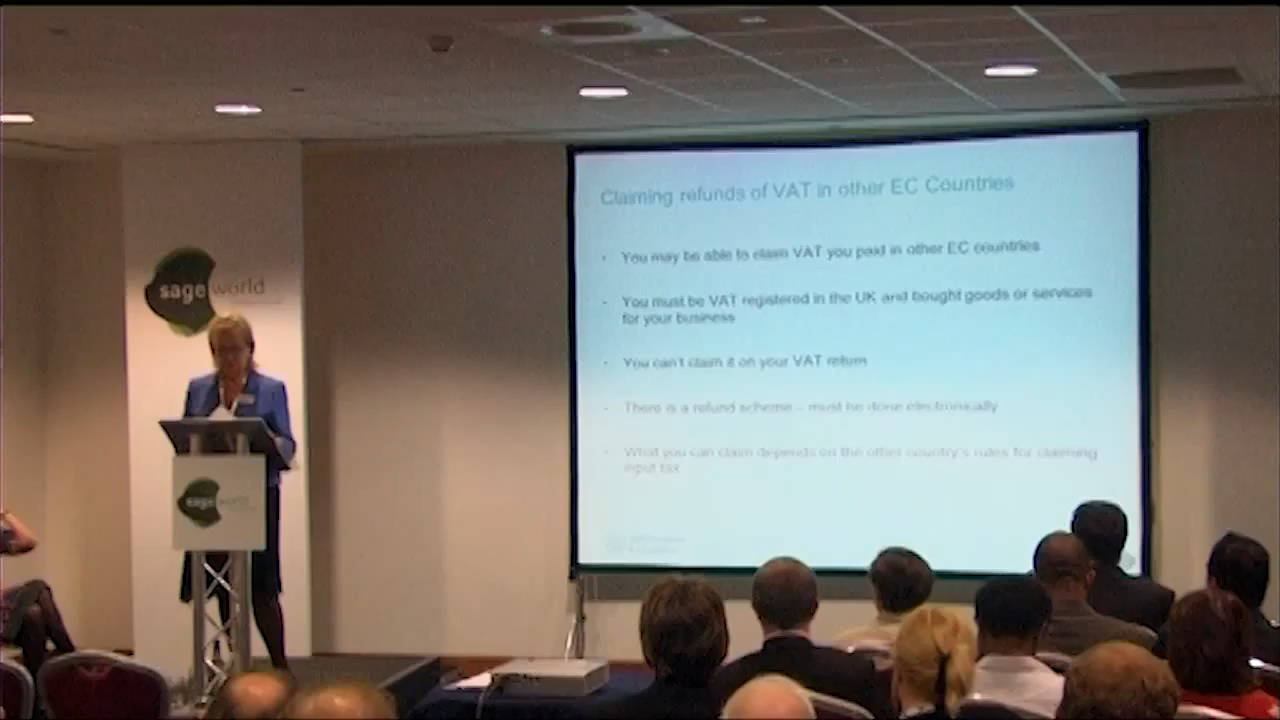 Claiming refunds of VAT in other EC Countries
• You may be able to claim VAT you paid in other EC countries
• You must be VAT registered in the UK and bought goods or services
for your business
• You can't claim it on your VAT return
• There is a refund scheme – must be done electronically
• What you can claim depends on the other country's rules for claiming
input tax
sage world
sage world